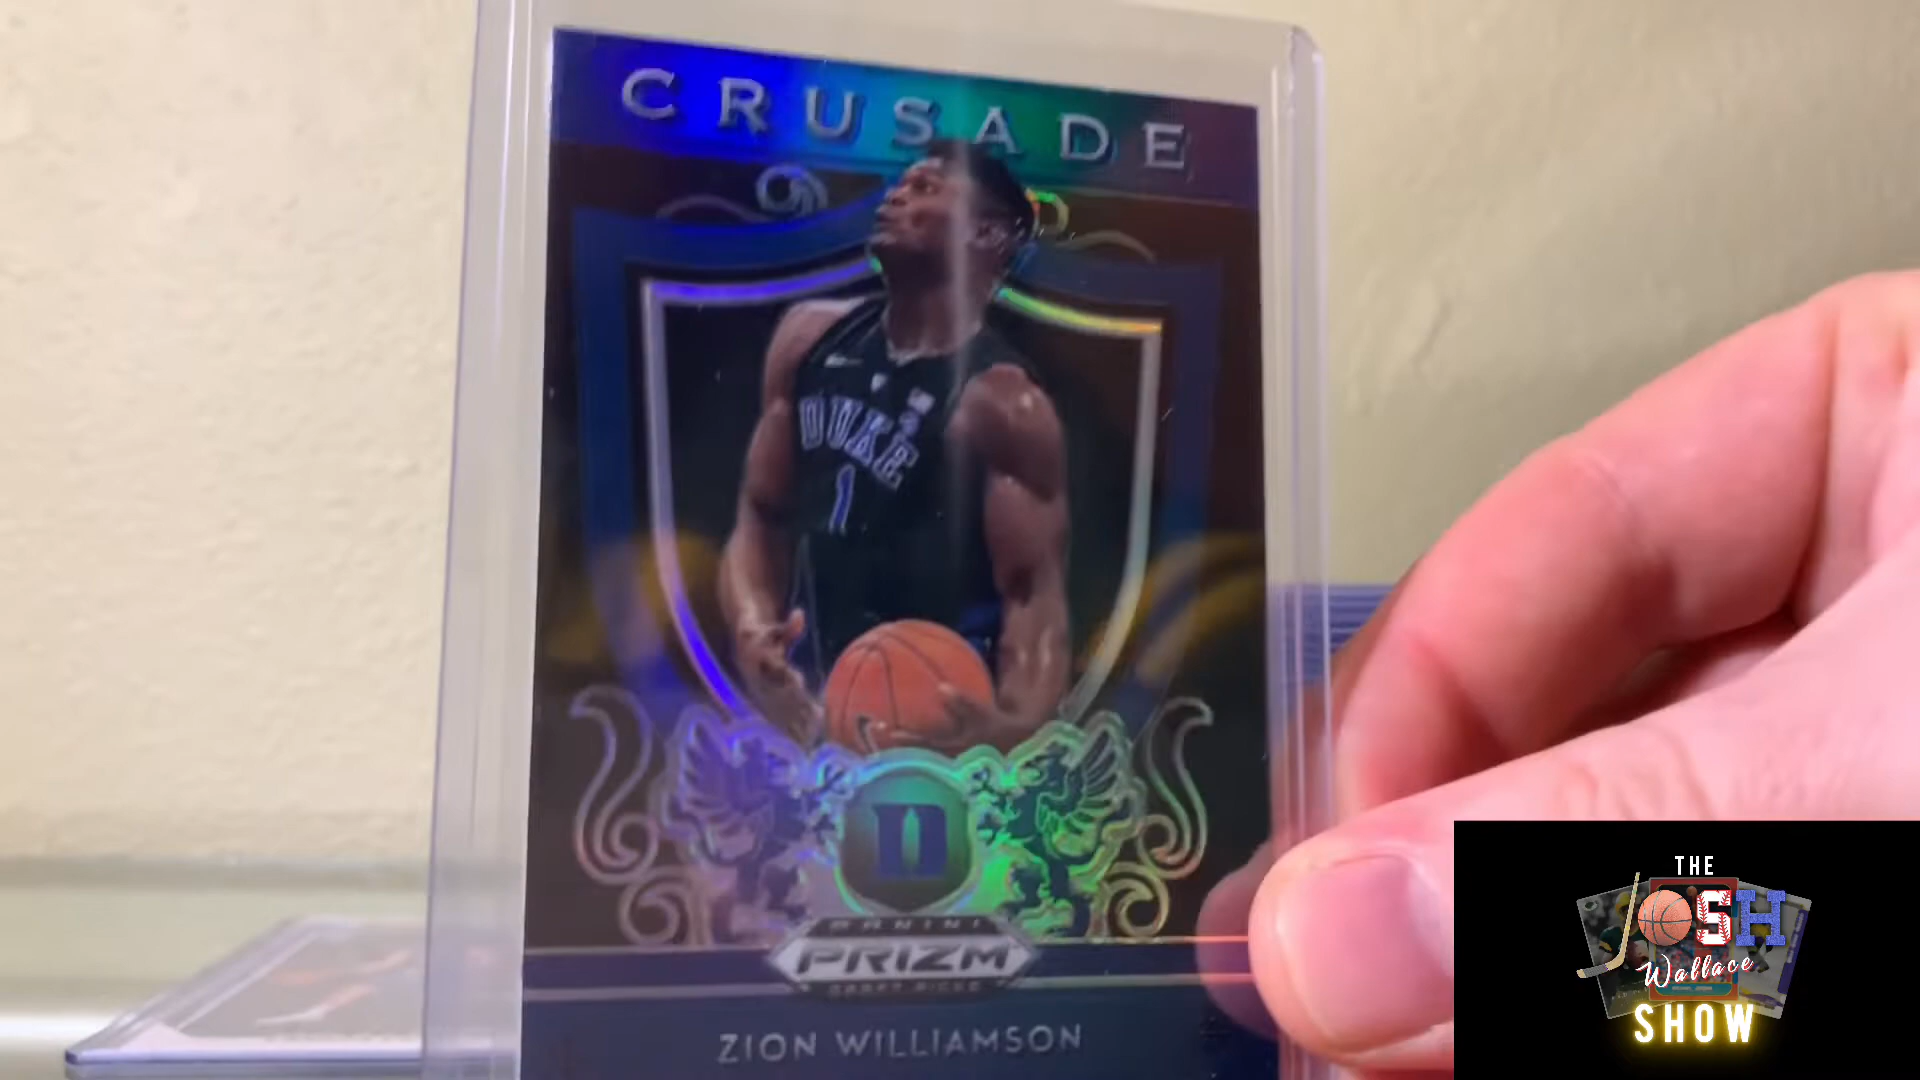 CRUSADE
DUKE
1
D
PANINI
PRIZM
DRAFT PICKS
ZION WILLIAMSON
THE
JOSH
Wallace
SHOW